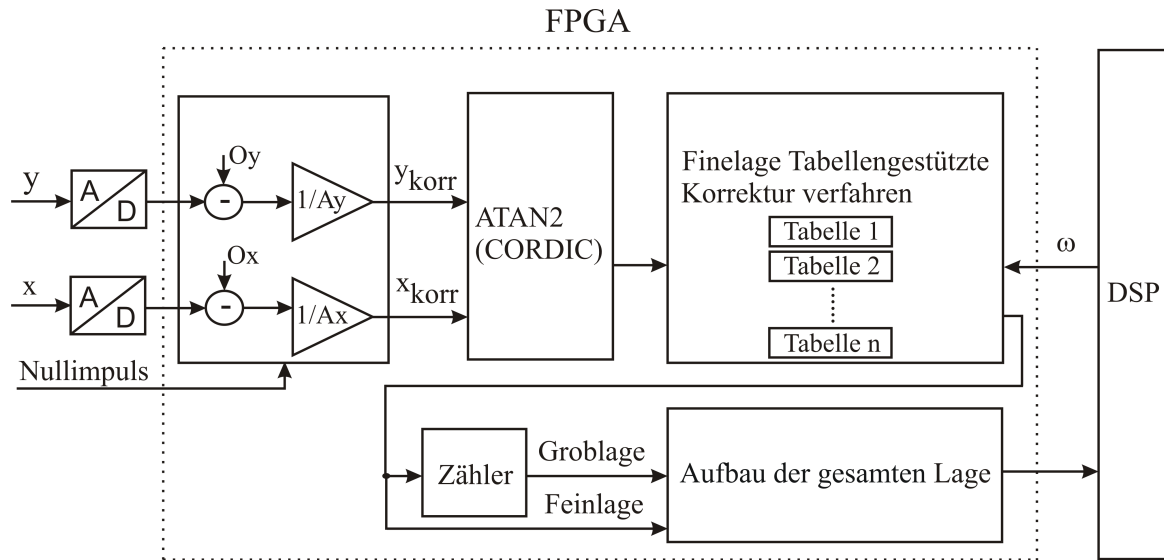 FPGA
y
A
D
Oy
-
1/Ay
ykorr
x
A
D
Ox
-
1/Ax
xkorr
Nullimpuls
ATAN2
(CORDIC)
Finelage Tabellengestützte
Korrektur verfahren
Tabelle 1
Tabelle 2
Tabelle n
ω
DSP
Zähler
Groblage
Feinlage
Aufbau der gesamten Lage